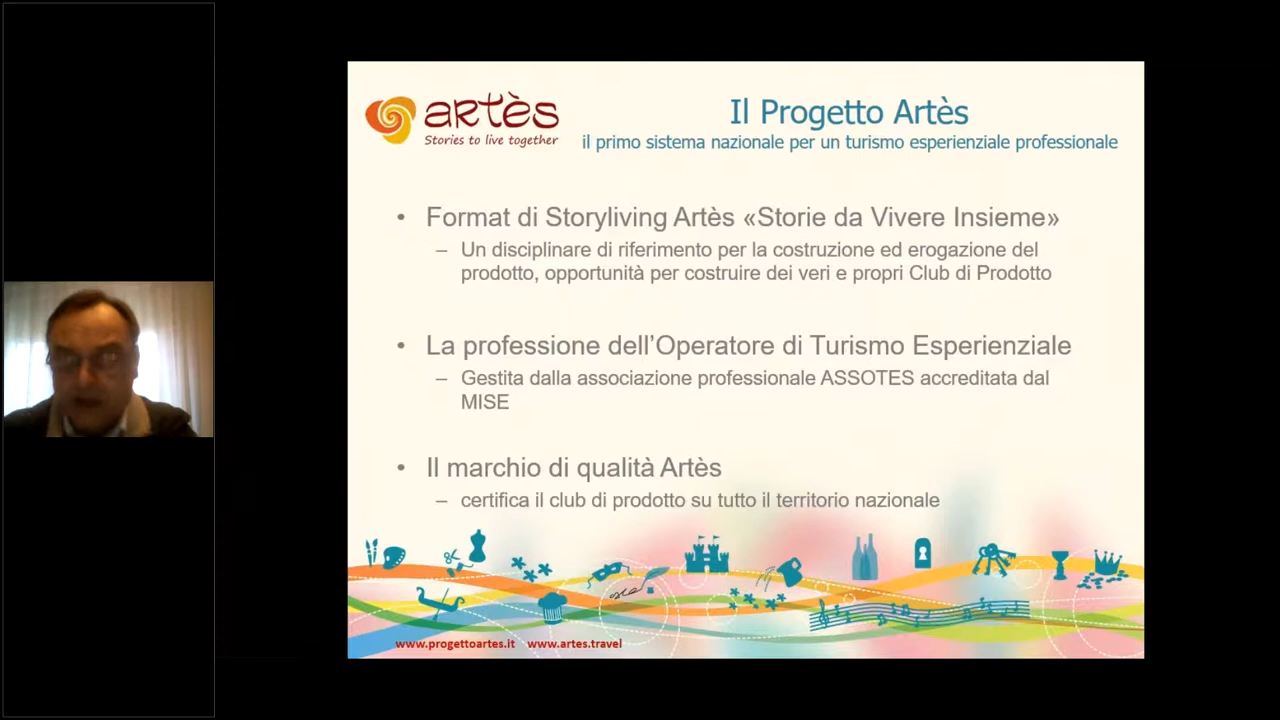 artès
Stories to live together
Il Progetto Artès
il primo sistema nazionale per un turismo esperienziale professionale
• Format di Storyliving Artès «Storie da Vivere Insieme»
– Un disciplinare di riferimento per la costruzione ed erogazione del
prodotto, opportunità per costruire dei veri e propri Club di Prodotto
• La professione dell’Operatore di Turismo Esperienziale
– Gestita dalla associazione professionale ASSOTES accreditata dal
MISE
• Il marchio di qualità Artès
– certifica il club di prodotto su tutto il territorio nazionale
www.progettoartes.it www.artes.travel